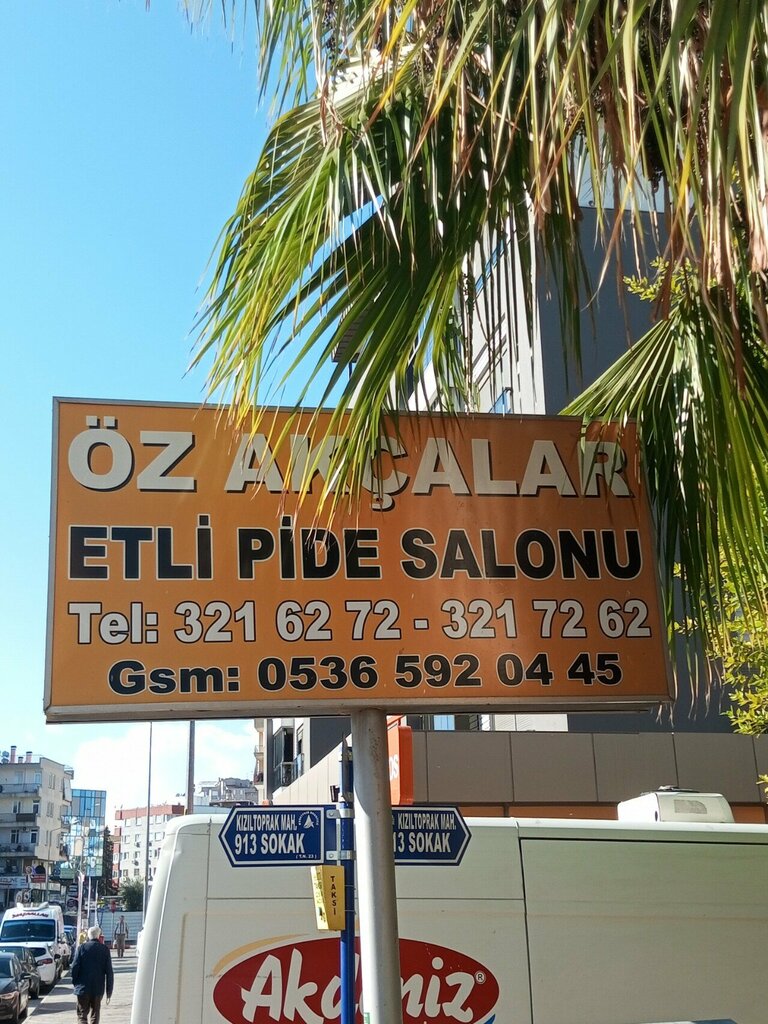 ÖZ AKÇALAR
ETLİ PİDE SALONU
Tel: 321 62 72 - 321 72 62
Gsm: 0536 592 04 45
KIZILTOPRAK MAH.
913 SOKAK
KIZILTOPRAK MAH.
13 SOKAK
TAKSİ
Akdeniz